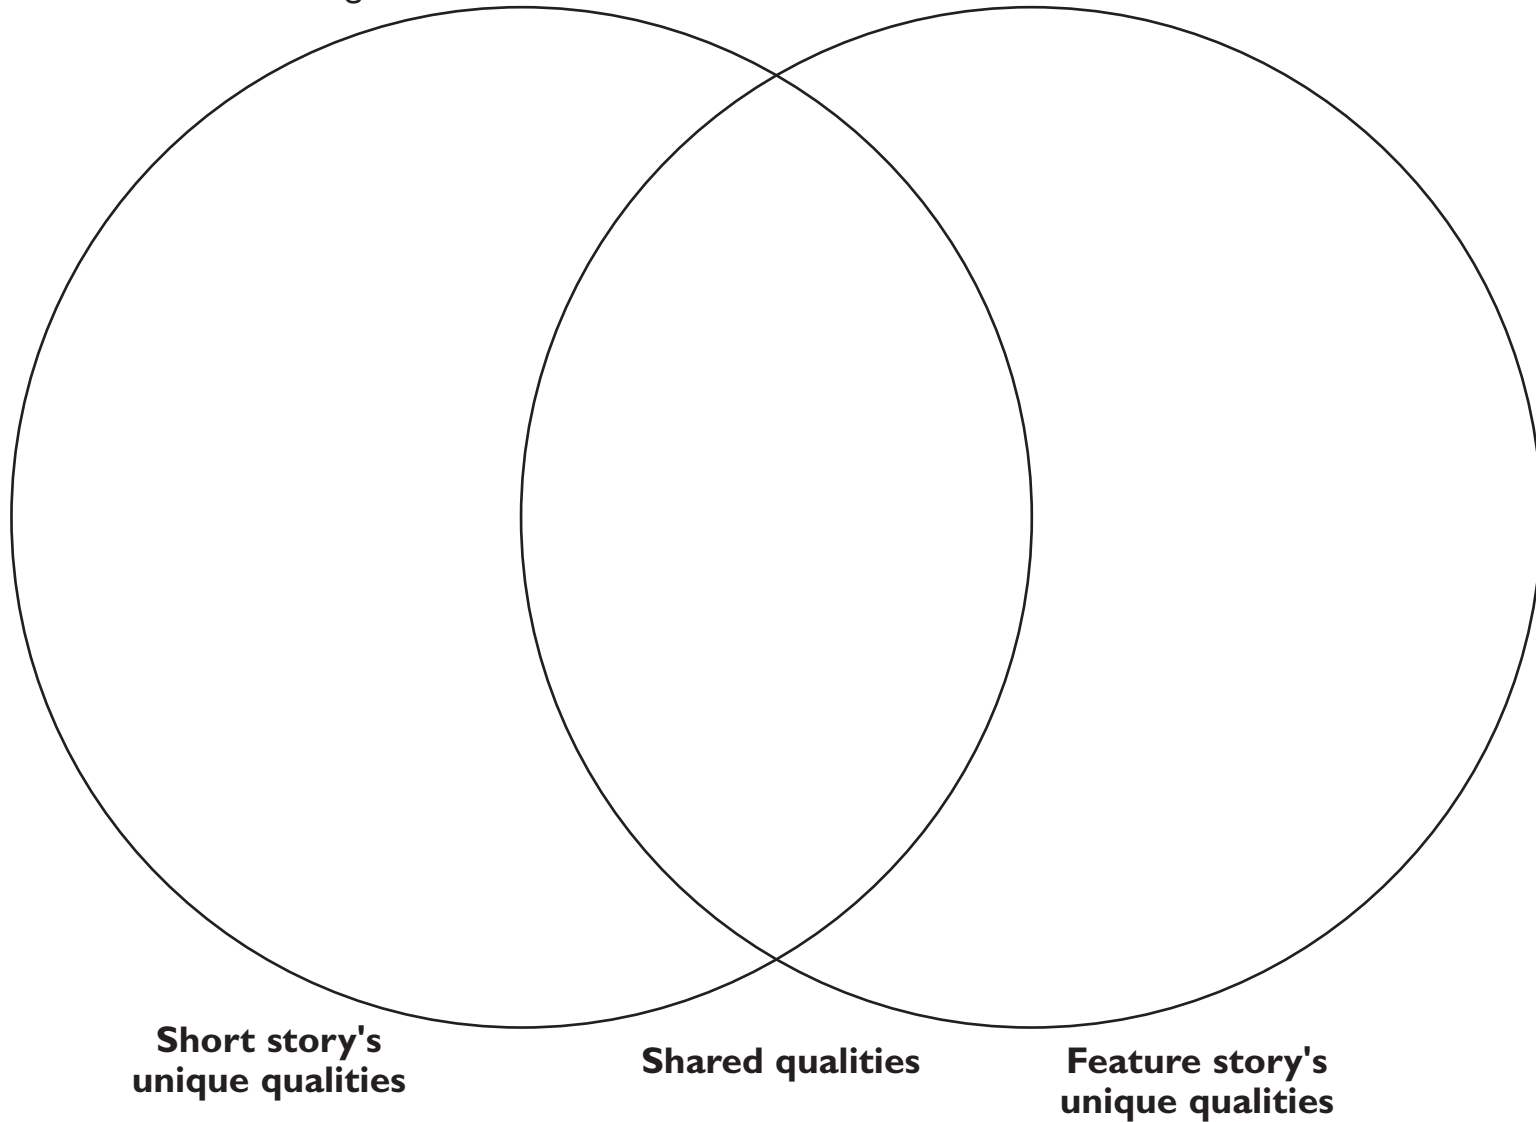 Short story's
unique qualities
Shared qualities
Feature story's
unique qualities